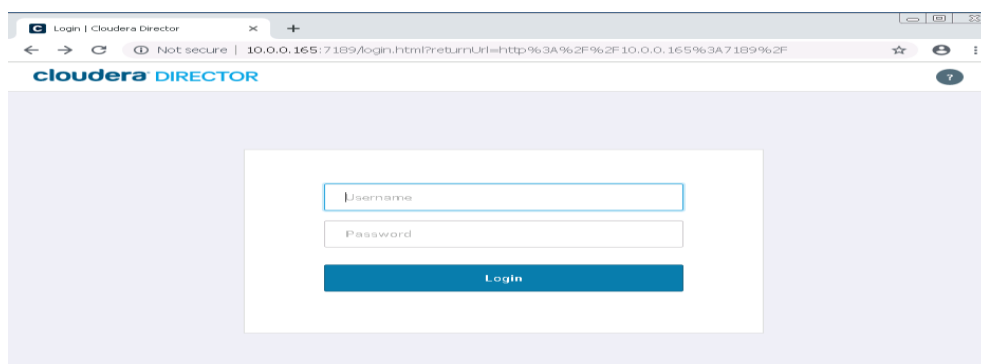 Login | Cloudera Director
Not secure | 10.0.0.165:7189/login.html?returnUrl=http%3A%2F%2F10.0.0.165%3A7189%2F
cloudera DIRECTOR
?
Username
Password
Login